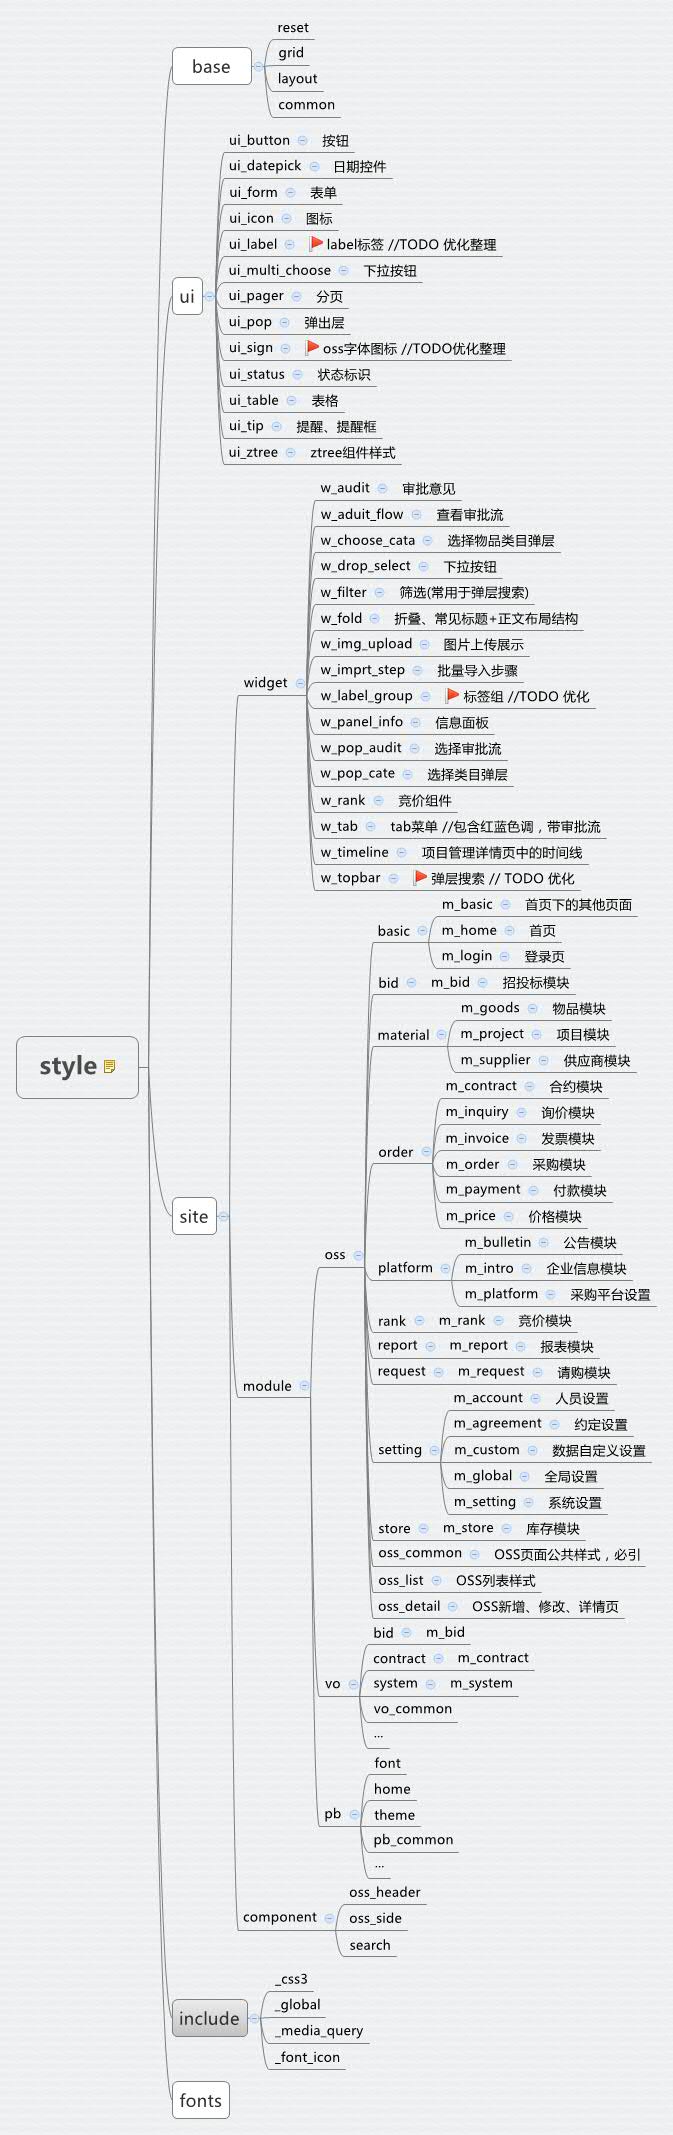 base
reset
grid
layout
common
ui
ui_button 按钮
ui_datepick 日期控件
ui_form 表单
ui_icon 图标
ui_label label标签 //TODO 优化整理
ui_multi_choose 下拉按钮
ui_pager 分页
ui_pop 弹出层
ui_sign oss字体图标 //TODO优化整理
ui_status 状态标识
ui_table 表格
ui_tip 提醒、提醒框
ui_ztree ztree组件样式
style
site
widget
w_audit 审批意见
w_aduit_flow 查看审批流
w_choose_cata 选择物品类目弹层
w_drop_select 下拉按钮
w_filter 筛选(常用于弹层搜索)
w_fold 折叠、常见标题+正文布局结构
w_img_upload 图片上传展示
w_imprt_step 批量导入步骤
w_label_group 标签组 //TODO 优化
w_panel_info 信息面板
w_pop_audit 选择审批流
w_pop_cate 选择类目弹层
w_rank 竞价组件
w_tab tab菜单 //包含红蓝色调，带审批流
w_timeline 项目管理详情页中的时间线
w_topbar 弹层搜索 // TODO 优化
module
oss
basic
m_basic 首页下的其他页面
m_home 首页
m_login 登录页
bid m_bid 招投标模块
material
m_goods 物品模块
m_project 项目模块
m_supplier 供应商模块
order
m_contract 合约模块
m_inquiry 询价模块
m_invoice 发票模块
m_order 采购模块
m_payment 付款模块
m_price 价格模块
platform
m_bulletin 公告模块
m_intro 企业信息模块
m_platform 采购平台设置
rank m_rank 竞价模块
report m_report 报表模块
request m_request 请购模块
setting
m_account 人员设置
m_agreement 约定设置
m_custom 数据自定义设置
m_global 全局设置
m_setting 系统设置
store m_store 库存模块
oss_common OSS页面公共样式，必引
oss_list OSS列表样式
oss_detail OSS新增、修改、详情页
vo
bid m_bid
contract m_contract
system m_system
vo_common
...
pb
font
home
theme
pb_common
...
component
oss_header
oss_side
search
include
_css3
_global
_media_query
_font_icon
fonts